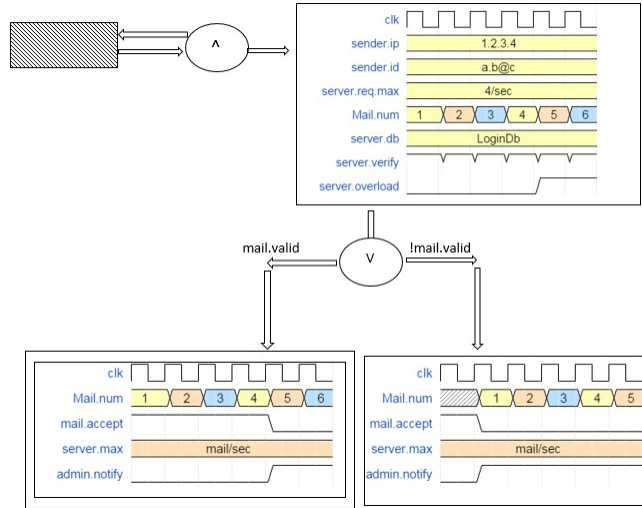 ^
clk
sender.ip 1.2.3.4
sender.id a.b@c
server.req.max 4/sec
Mail.num 1 2 3 4 5 6
server.db LoginDb
server.verify
server.overload
mail.valid V !mail.valid
clk
Mail.num 1 2 3 4 5 6
mail.accept
server.max mail/sec
admin.notify
clk
Mail.num 1 2 3 4 5
mail.accept
server.max mail/sec
admin.notify